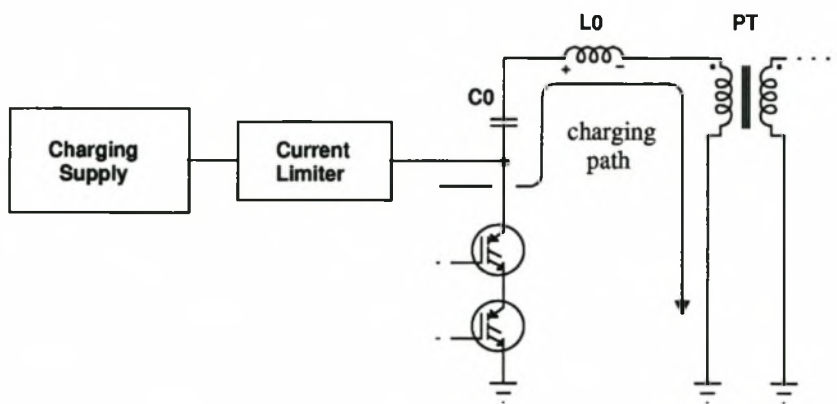 L0
PT
+
-
C0
Charging
Supply
Current
Limiter
charging
path